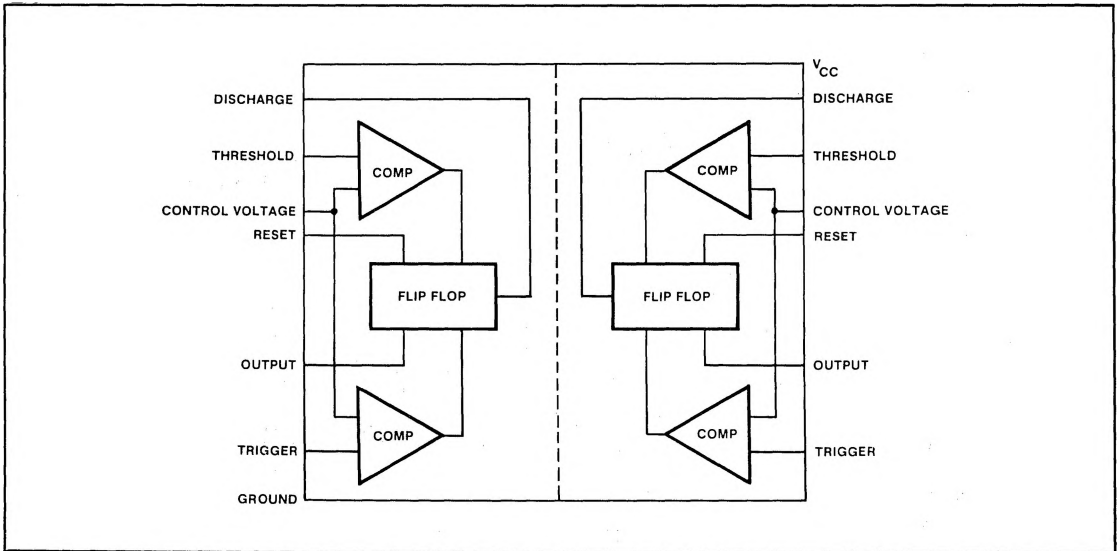 VCC
DISCHARGE
DISCHARGE
THRESHOLD
COMP
COMP
THRESHOLD
CONTROL VOLTAGE
CONTROL VOLTAGE
RESET
RESET
FLIP FLOP
FLIP FLOP
OUTPUT
OUTPUT
COMP
COMP
TRIGGER
TRIGGER
GROUND